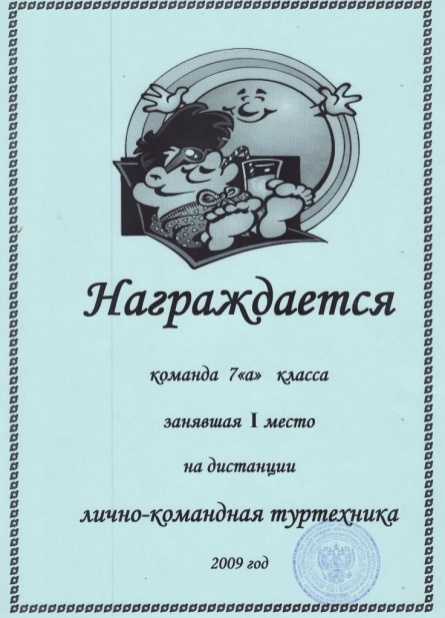 Награждается
команда 7«а» класса
занявшая I место
на дистанции
лично-командная туртехника
2009 год